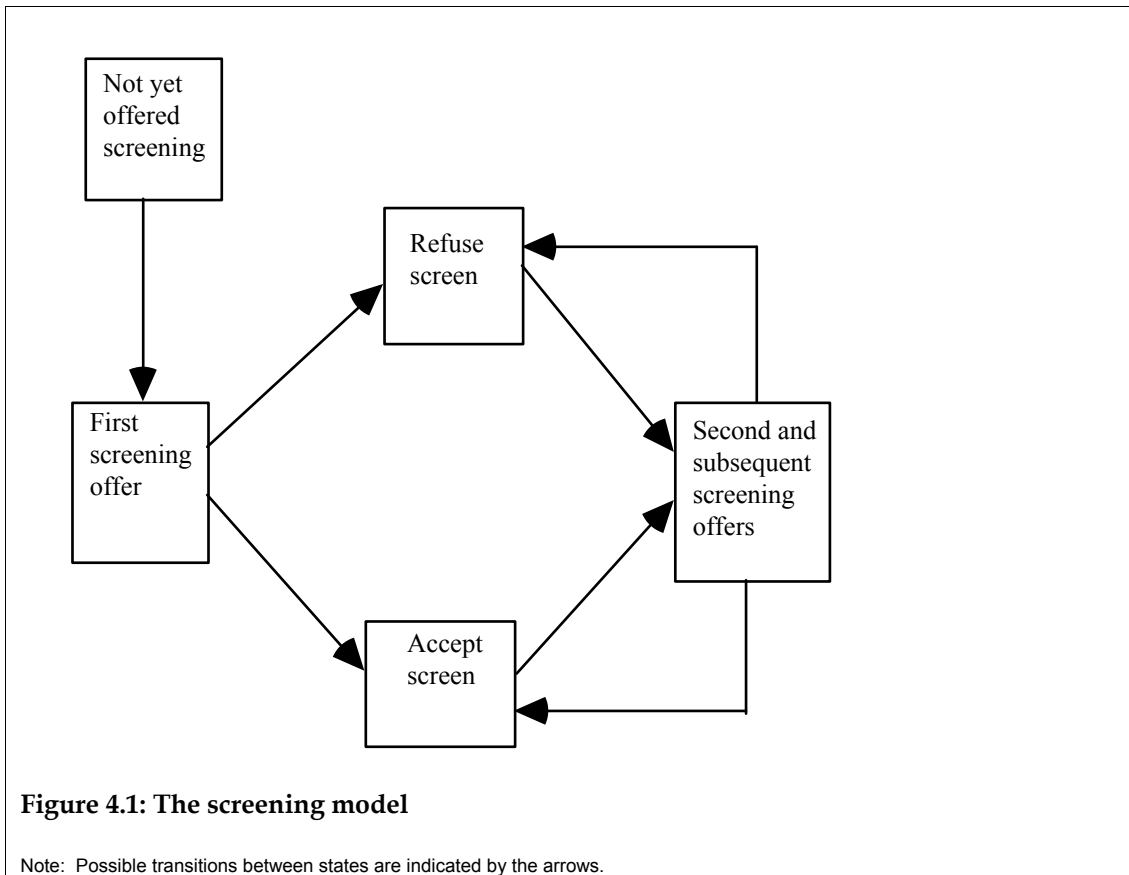 Not yet
offered
screening
Refuse
screen
First
screening
offer
Second and
subsequent
screening
offers
Accept
screen
Figure 4.1: The screening model
Note: Possible transitions between states are indicated by the arrows.